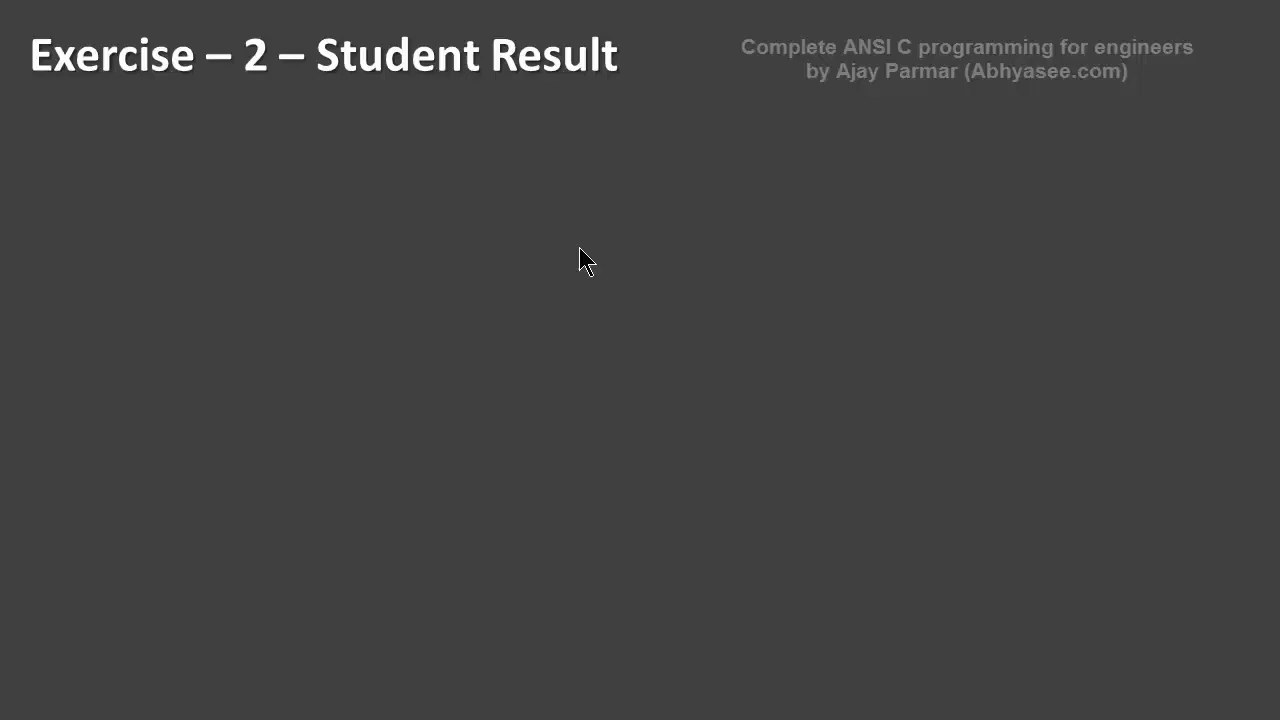 Exercise – 2 – Student Result
Complete ANSI C programming for engineers
by Ajay Parmar (Abhyasee.com)